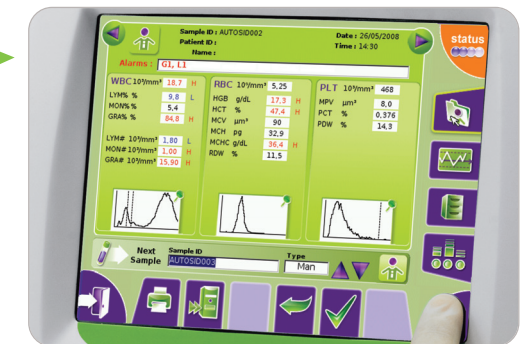 Sample ID : AUTOSID002
Patient ID :
Name :
Date : 26/05/2008
Time : 14:30
status
Alarms : G1, L1
WBC 10³/mm³ 18,7 H
LYM% % 9,8 L
MON% % 5,4
GRA% % 84,8 H
LYM# 10³/mm³ 1,80 L
MON# 10³/mm³ 1,00 H
GRA# 10³/mm³ 15,90 H
RBC 10⁶/mm³ 5,25
HGB g/dL 17,3 H
HCT % 47,4 H
MCV µm³ 90
MCH pg 32,9
MCHC g/dL 36,4 H
RDW % 11,5
PLT 10³/mm³ 468
MPV µm³ 8,0
PCT % 0,376
PDW % 14,3
Next Sample
Sample ID
AUTOSID003
Type
Man